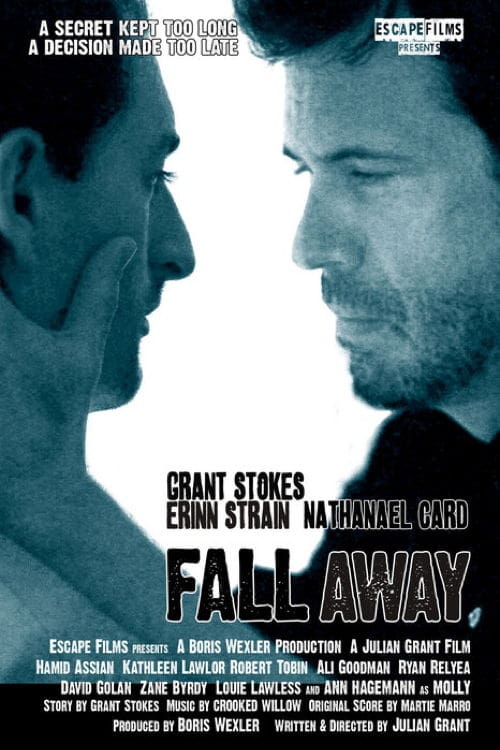 A SECRET KEPT TOO LONG
A DECISION MADE TOO LATE
ESCAPEFILMS
PRESENTS
GRANT STOKES
ERINN STRAIN NATHANAEL CARD
FALL AWAY
ESCAPE FILMS PRESENTS A BORIS WEXLER PRODUCTION A JULIAN GRANT FILM
HAMID ASSIAN KATHLEEN LAWLOR ROBERT TOBIN ALI GOODMAN RYAN RELYEA
DAVID GOLAN ZANE BYRDY LOUIE LAWLESS AND ANN HAGEMANN AS MOLLY
STORY BY GRANT STOKES MUSIC BY CROOKED WILLOW ORIGINAL SCORE BY MARTIE MARRO
PRODUCED BY BORIS WEXLER WRITTEN & DIRECTED BY JULIAN GRANT